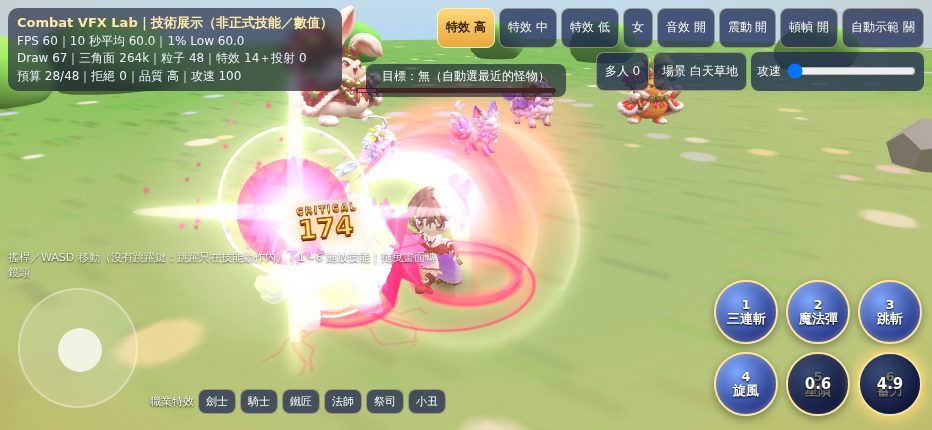 Combat VFX Lab｜技術展示（非正式技能／數值）
FPS 60｜10 秒平均 60.0｜1% Low 60.0
Draw 67｜三角面 264k｜粒子 48｜特效 14＋投射 0
預算 28/48｜拒絕 0｜品質 高｜攻速 100
特效 高
特效 中
特效 低
女
音效 開
震動 開
頓幀 開
自動示範 關
多人 0
場景 白天草地
攻速
目標：無（自動選最近的怪物）
CRITICAL
174
搖桿／WASD 移動（沒有跳躍鍵；跳躍只在技能動作內）｜1～6 施放技能｜拖曳畫面轉
鏡頭
1
三連斬
2
魔法彈
3
跳斬
4
旋風
0.6
4.9
職業特效
劍士
騎士
鐵匠
法師
祭司
小丑